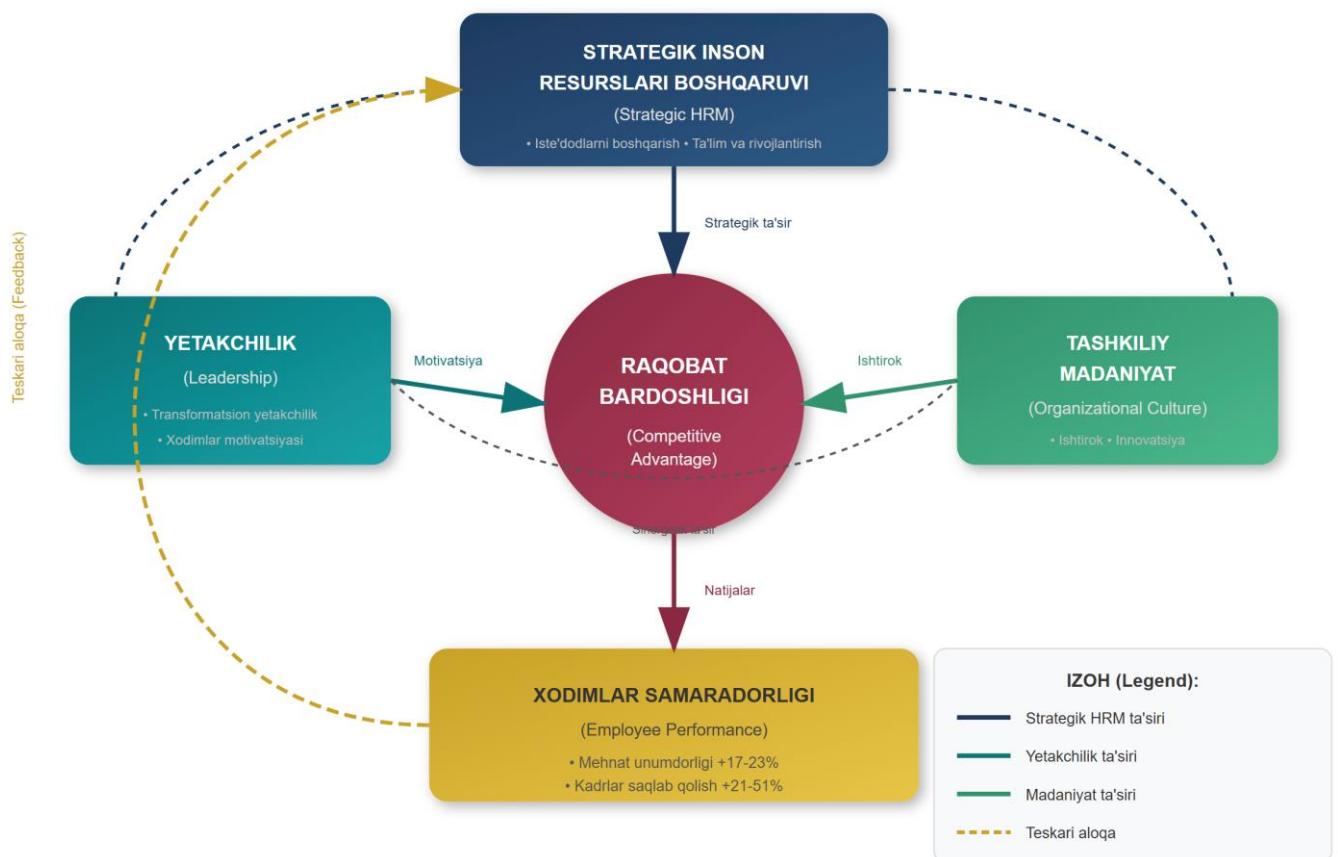 STRATEGIK INSON
RESURSLARI BOSHQARUVI
(Strategic HRM)
• Iste'dodlarni boshqarish • Ta'lim va rivojlantirish
Strategik ta'sir
Teskari aloqa (Feedback)
YETAKCHILIK
(Leadership)
• Transformatsion yetakchilik
• Xodimlar motivatsiyasi
Motivatsiya
RAQOBAT
BARDOSHLIGI
(Competitive
Advantage)
Ishtirok
TASHKILIY
MADANIYAT
(Organizational Culture)
• Ishtirok • Innovatsiya
Sinergetik ta'sir
Natijalar
XODIMLAR SAMARADORLIGI
(Employee Performance)
• Mehnat unumdorligi +17-23%
• Kadrlar saqlab qolish +21-51%
IZOH (Legend):
Strategik HRM ta'siri
Yetakchilik ta'siri
Madaniyat ta'siri
Teskari aloqa